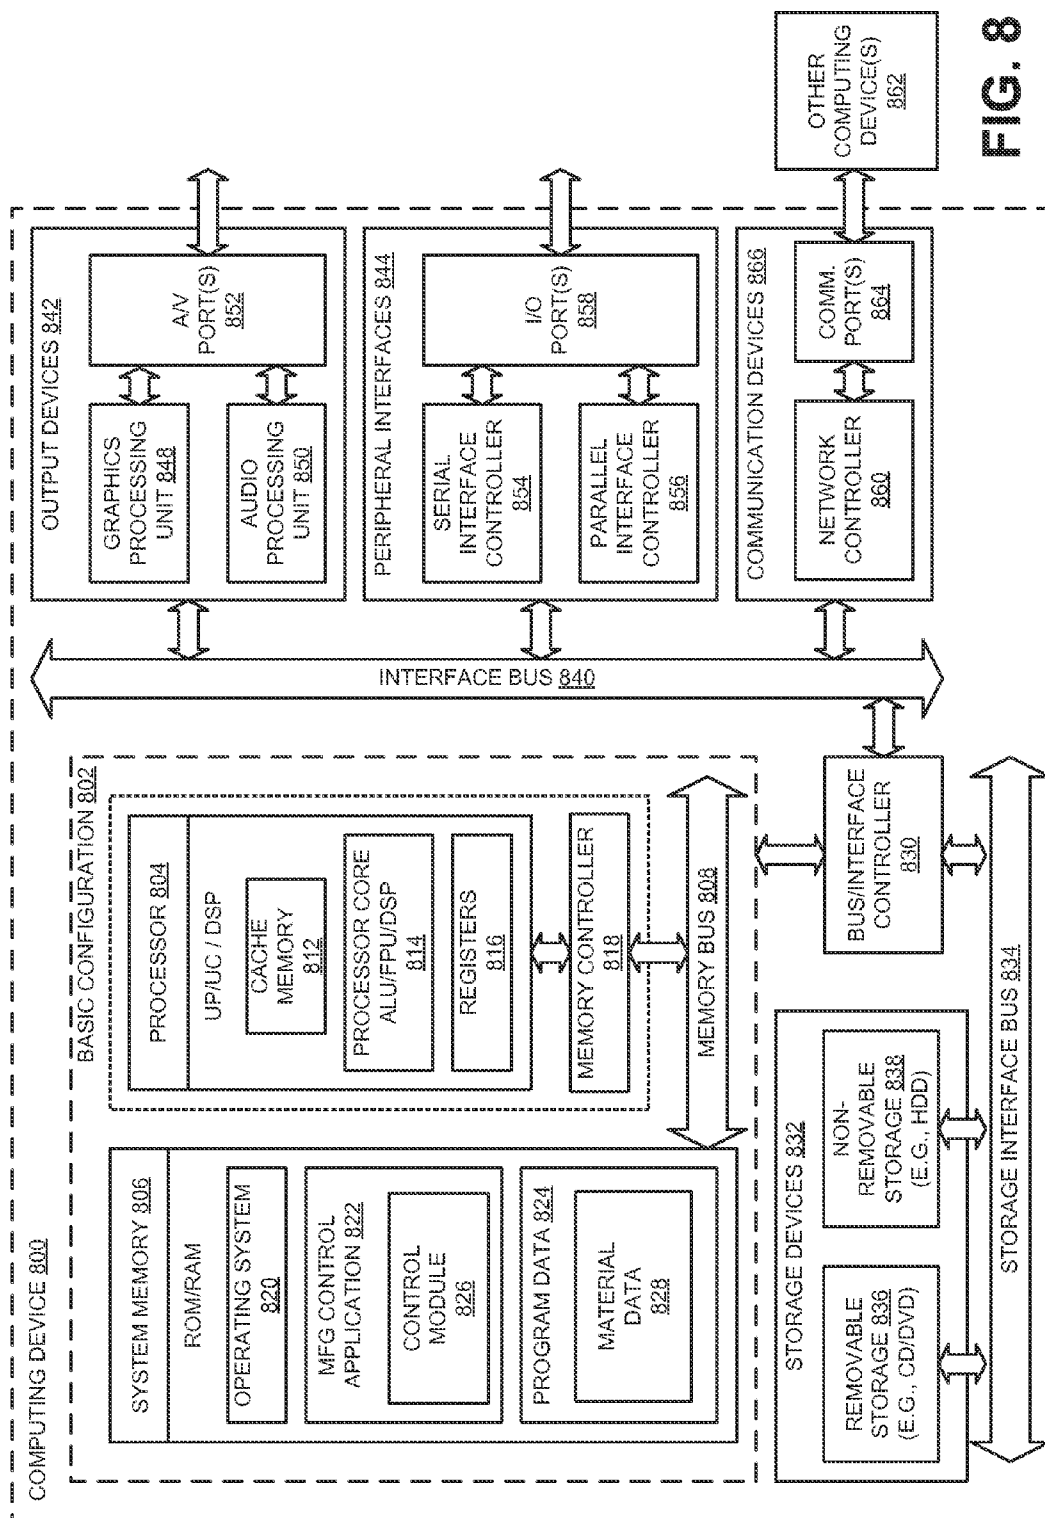 COMPUTING DEVICE 800
BASIC CONFIGURATION 802
SYSTEM MEMORY 806
ROM/RAM
OPERATING SYSTEM
820
MFG CONTROL
APPLICATION 822
CONTROL
MODULE
826
PROGRAM DATA 824
MATERIAL
DATA
828
PROCESSOR 804
UP/UC / DSP
CACHE
MEMORY
812
PROCESSOR CORE
ALU/FPU/DSP
814
REGISTERS
816
MEMORY CONTROLLER
818
MEMORY BUS 808
STORAGE DEVICES 832
REMOVABLE
STORAGE 836
(E.G., CD/DVD)
NON-
REMOVABLE
STORAGE 838
(E.G., HDD)
BUS/INTERFACE
CONTROLLER
830
STORAGE INTERFACE BUS 834
INTERFACE BUS 840
OUTPUT DEVICES 842
GRAPHICS
PROCESSING
UNIT 848
AUDIO
PROCESSING
UNIT 850
A/V
PORT(S)
852
PERIPHERAL INTERFACES 844
SERIAL
INTERFACE
CONTROLLER
854
PARALLEL
INTERFACE
CONTROLLER
856
I/O
PORT(S)
858
COMMUNICATION DEVICES 866
NETWORK
CONTROLLER
860
COMM.
PORT(S)
864
OTHER
COMPUTING
DEVICE(S)
862
FIG. 8